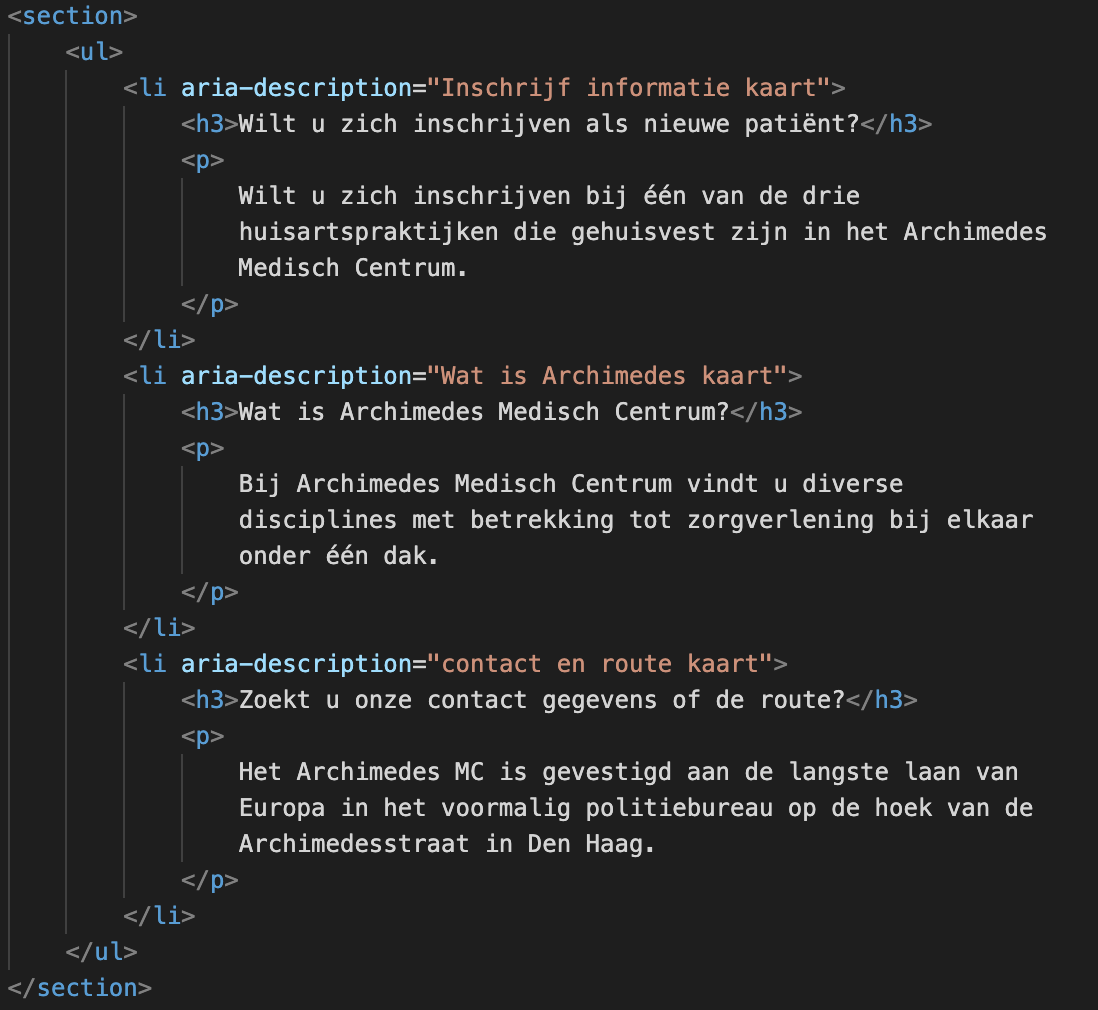 <section>
<ul>
<li aria-description="Inschrijf informatie kaart">
<h3>Wilt u zich inschrijven als nieuwe patiënt?</h3>
<p>
Wilt u zich inschrijven bij één van de drie
huisartspraktijken die gehuisvest zijn in het Archimedes
Medisch Centrum.
</p>
</li>
<li aria-description="Wat is Archimedes kaart">
<h3>Wat is Archimedes Medisch Centrum?</h3>
<p>
Bij Archimedes Medisch Centrum vindt u diverse
disciplines met betrekking tot zorgverlening bij elkaar
onder één dak.
</p>
</li>
<li aria-description="contact en route kaart">
<h3>Zoekt u onze contact gegevens of de route?</h3>
<p>
Het Archimedes MC is gevestigd aan de langste laan van
Europa in het voormalig politiebureau op de hoek van de
Archimedesstraat in Den Haag.
</p>
</li>
</ul>
</section>